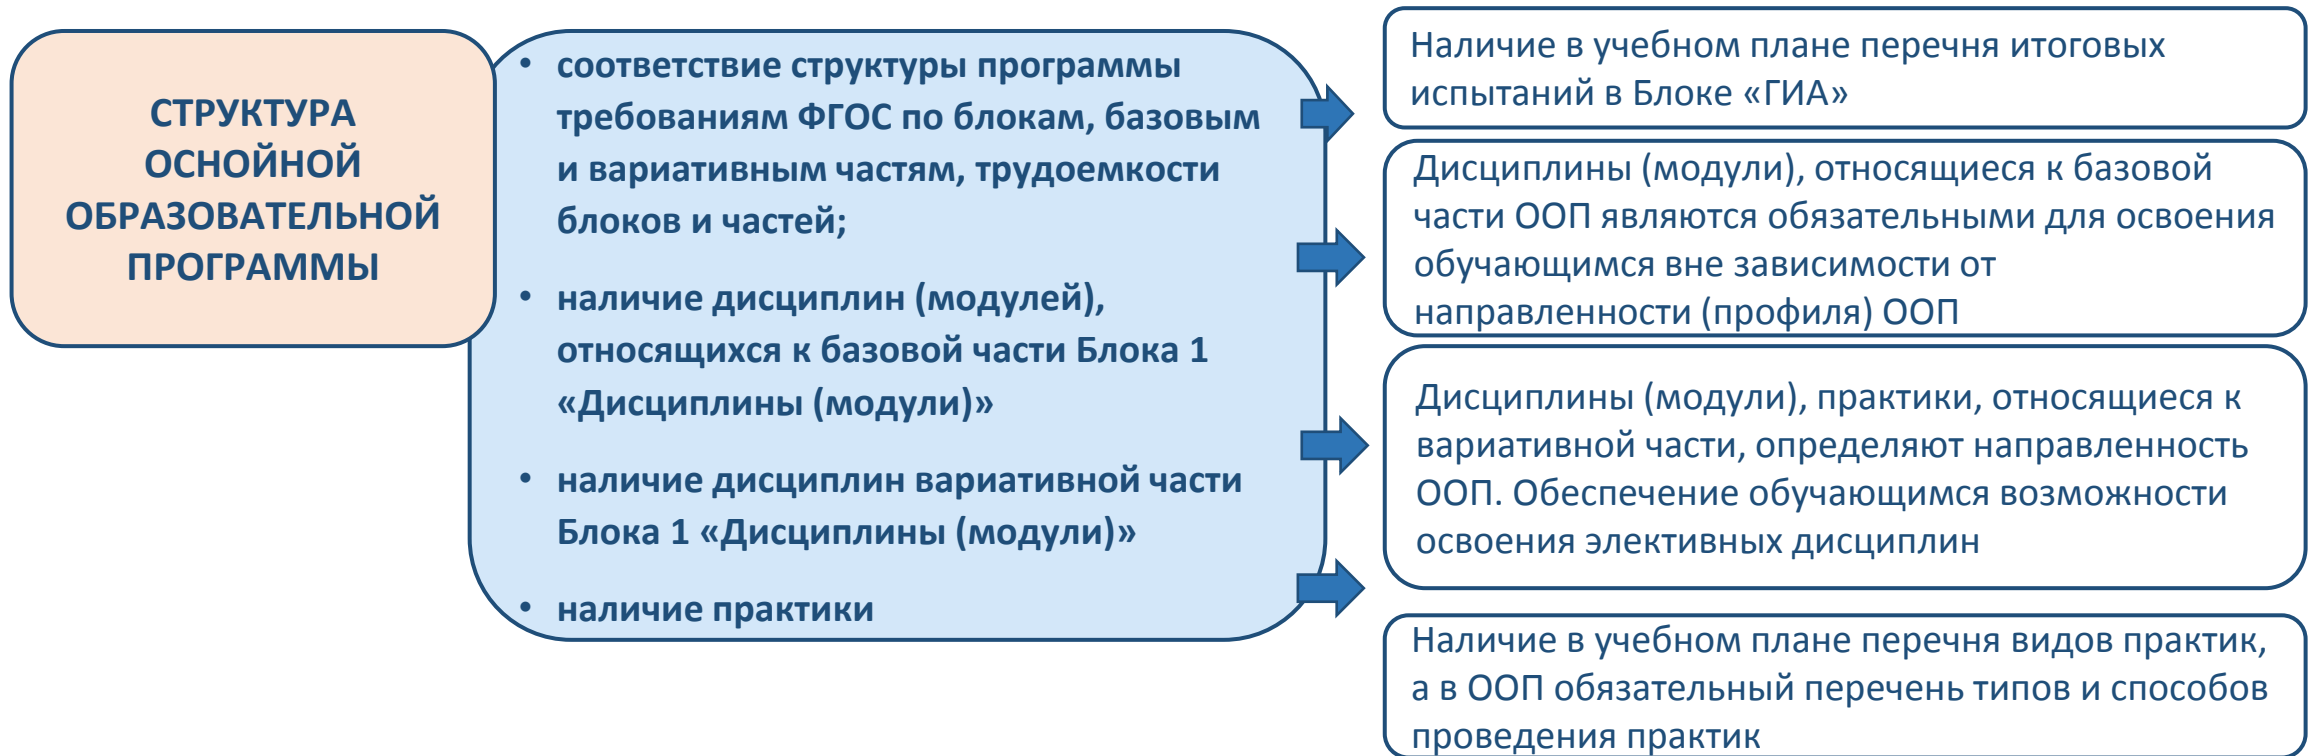 СТРУКТУРА
ОСНОЙНОЙ
ОБРАЗОВАТЕЛЬНОЙ
ПРОГРАММЫ
• соответствие структуры программы
требованиям ФГОС по блокам, базовым
и вариативным частям, трудоемкости
блоков и частей;
• наличие дисциплин (модулей),
относящихся к базовой части Блока 1
«Дисциплины (модули)»
• наличие дисциплин вариативной части
Блока 1 «Дисциплины (модули)»
• наличие практики
Наличие в учебном плане перечня итоговых
испытаний в Блоке «ГИА»
Дисциплины (модули), относящиеся к базовой
части ООП являются обязательными для освоения
обучающимся вне зависимости от
направленности (профиля) ООП
Дисциплины (модули), практики, относящиеся к
вариативной части, определяют направленность
ООП. Обеспечение обучающимся возможности
освоения элективных дисциплин
Наличие в учебном плане перечня видов практик,
а в ООП обязательный перечень типов и способов
проведения практик